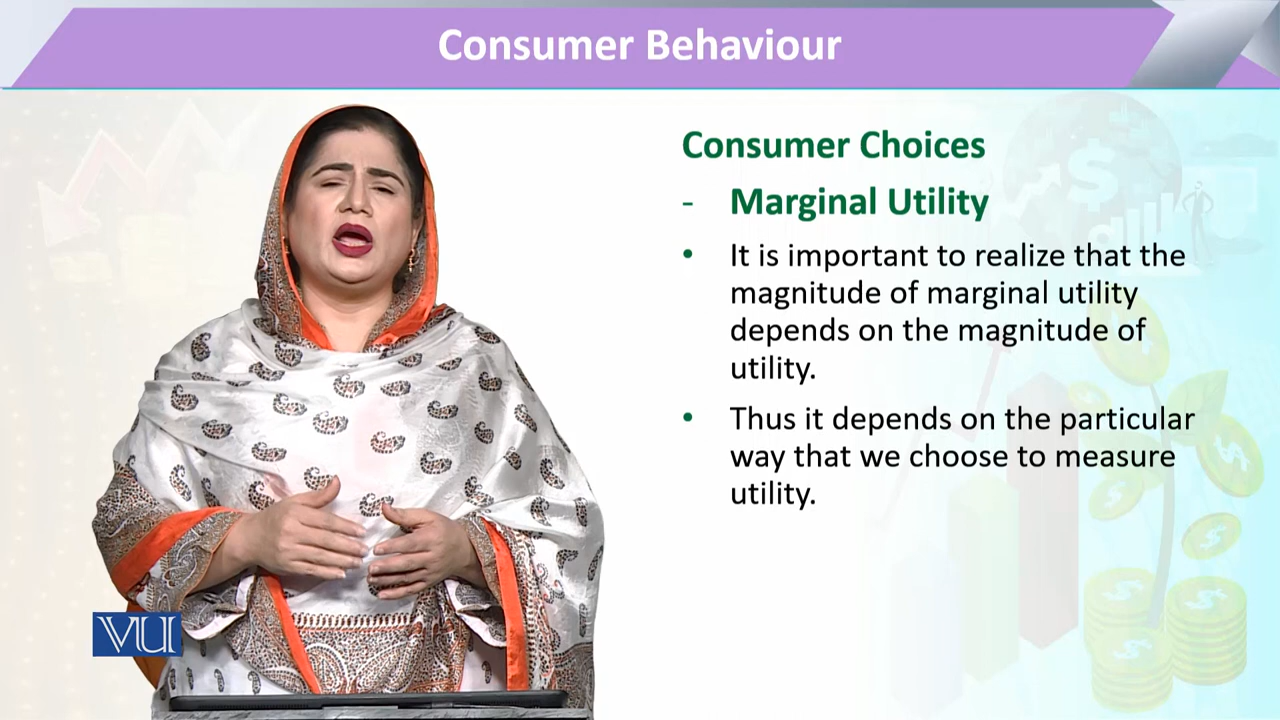 Consumer Behaviour
Consumer Choices
- Marginal Utility
• It is important to realize that the
magnitude of marginal utility
depends on the magnitude of
utility.
• Thus it depends on the particular
way that we choose to measure
utility.
VU